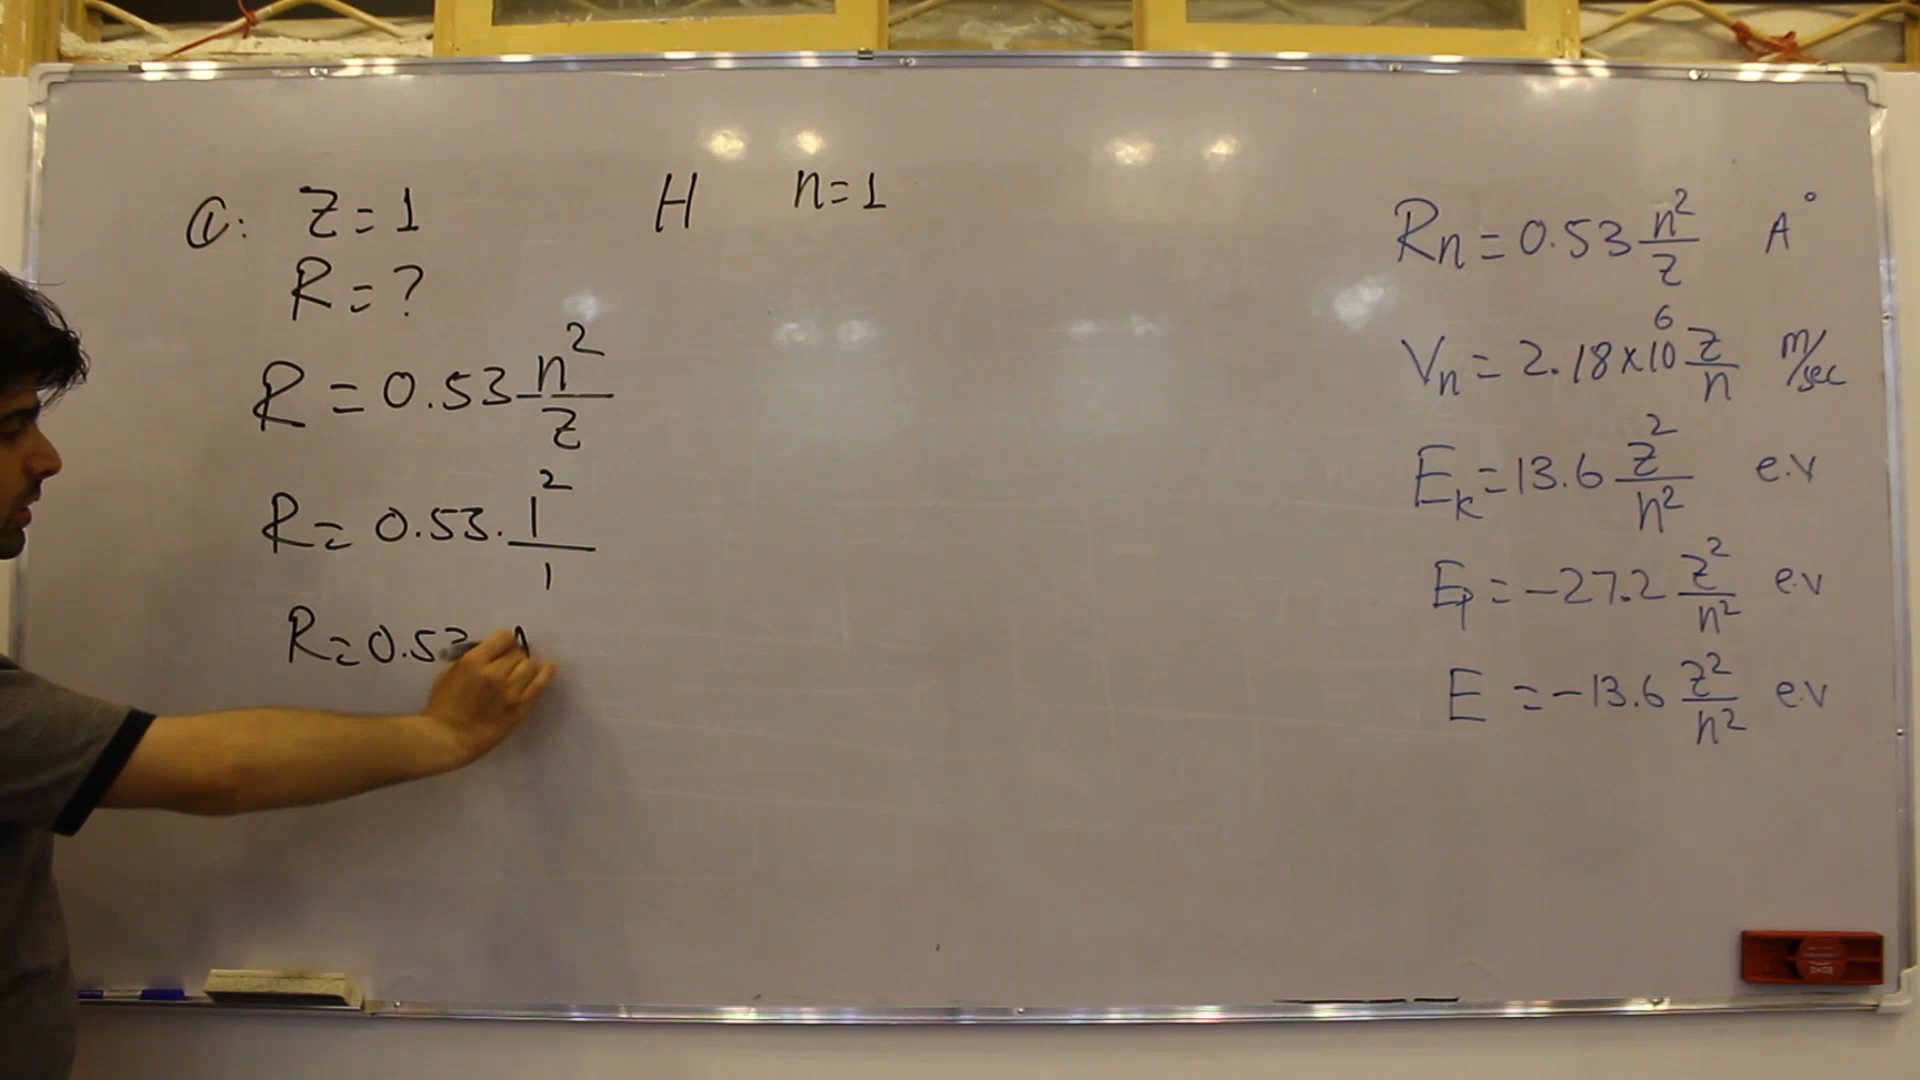 ①: Z=1 H n=1
R=?
R=0.53 n²/Z
R=0.53. 1²/1
R=0.53 A
Rn=0.53 n²/Z A°
Vn=2.18×10⁶ Z/n m/sec
EK=13.6 Z²/n² e.v
EP=-27.2 Z²/n² e.v
E=-13.6 Z²/n² e.v